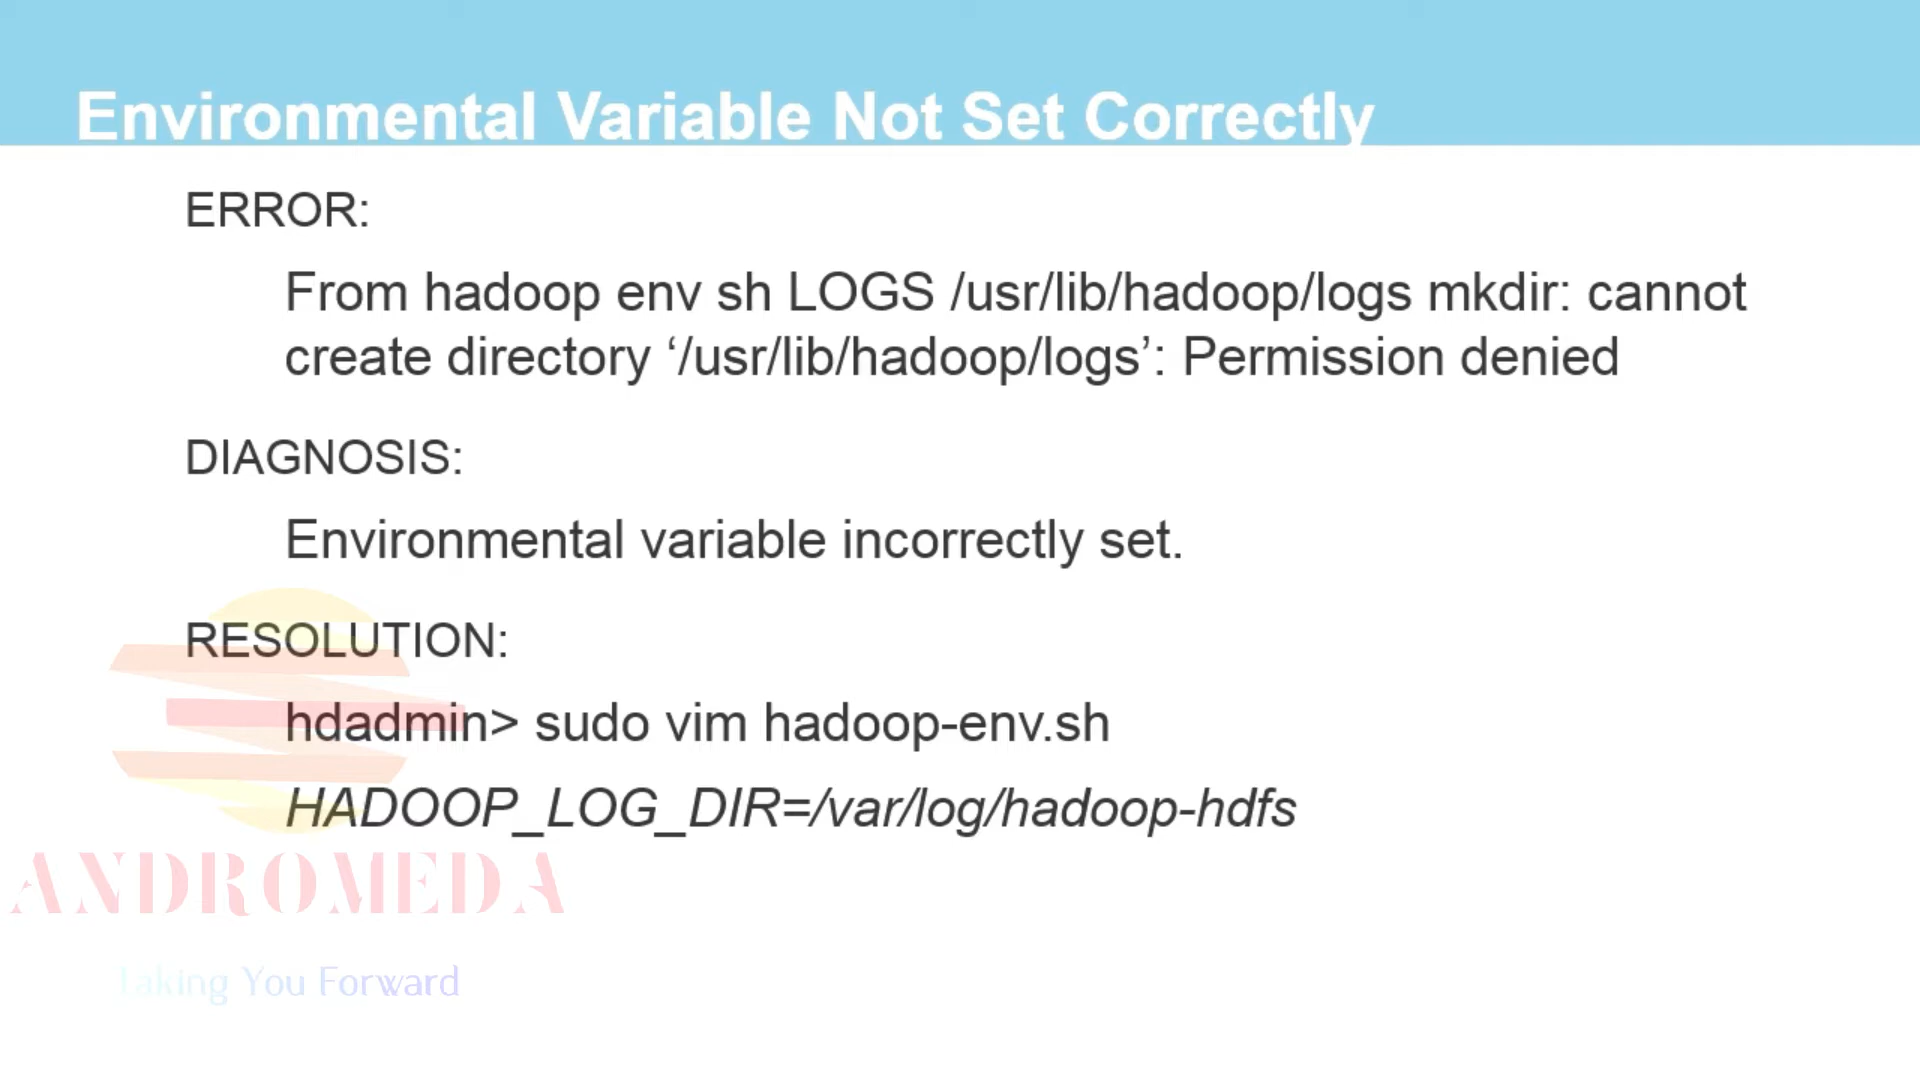 Environmental Variable Not Set Correctly
ERROR:
From hadoop env sh LOGS /usr/lib/hadoop/logs mkdir: cannot
create directory ‘/usr/lib/hadoop/logs’: Permission denied
DIAGNOSIS:
Environmental variable incorrectly set.
RESOLUTION:
hdadmin> sudo vim hadoop-env.sh
HADOOP_LOG_DIR=/var/log/hadoop-hdfs
ANDROMEDA
Taking You Forward